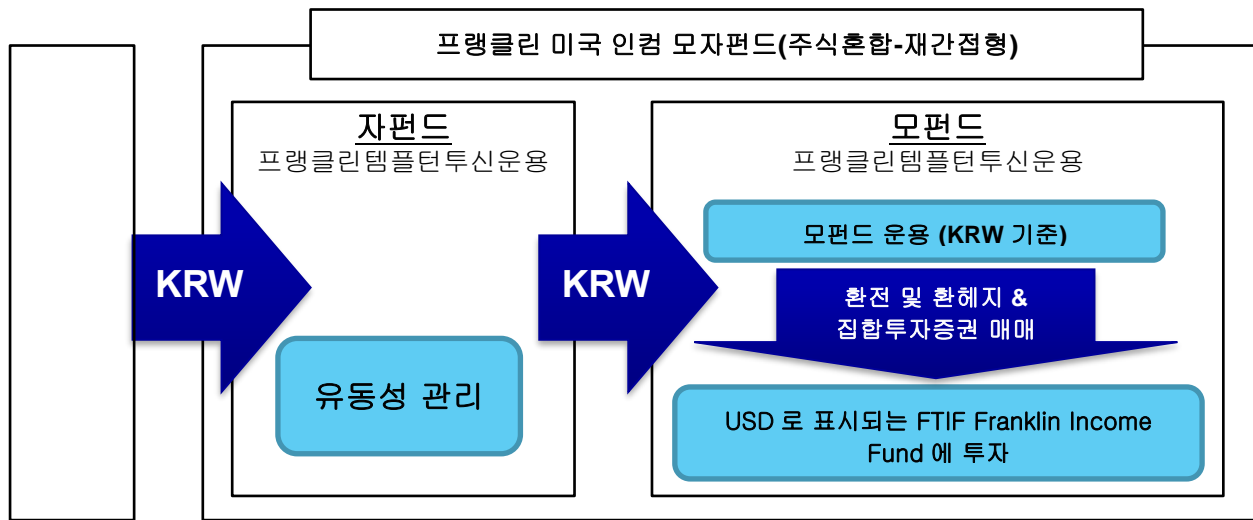 프랭클린 미국 인컴 모자펀드(주식혼합-재간접형)
자펀드
프랭클린템플턴투신운용
KRW
유동성 관리
KRW
모펀드
프랭클린템플턴투신운용
모펀드 운용 (KRW 기준)
환전 및 환헤지 &
집합투자증권 매매
USD 로 표시되는 FTIF Franklin Income
Fund 에 투자